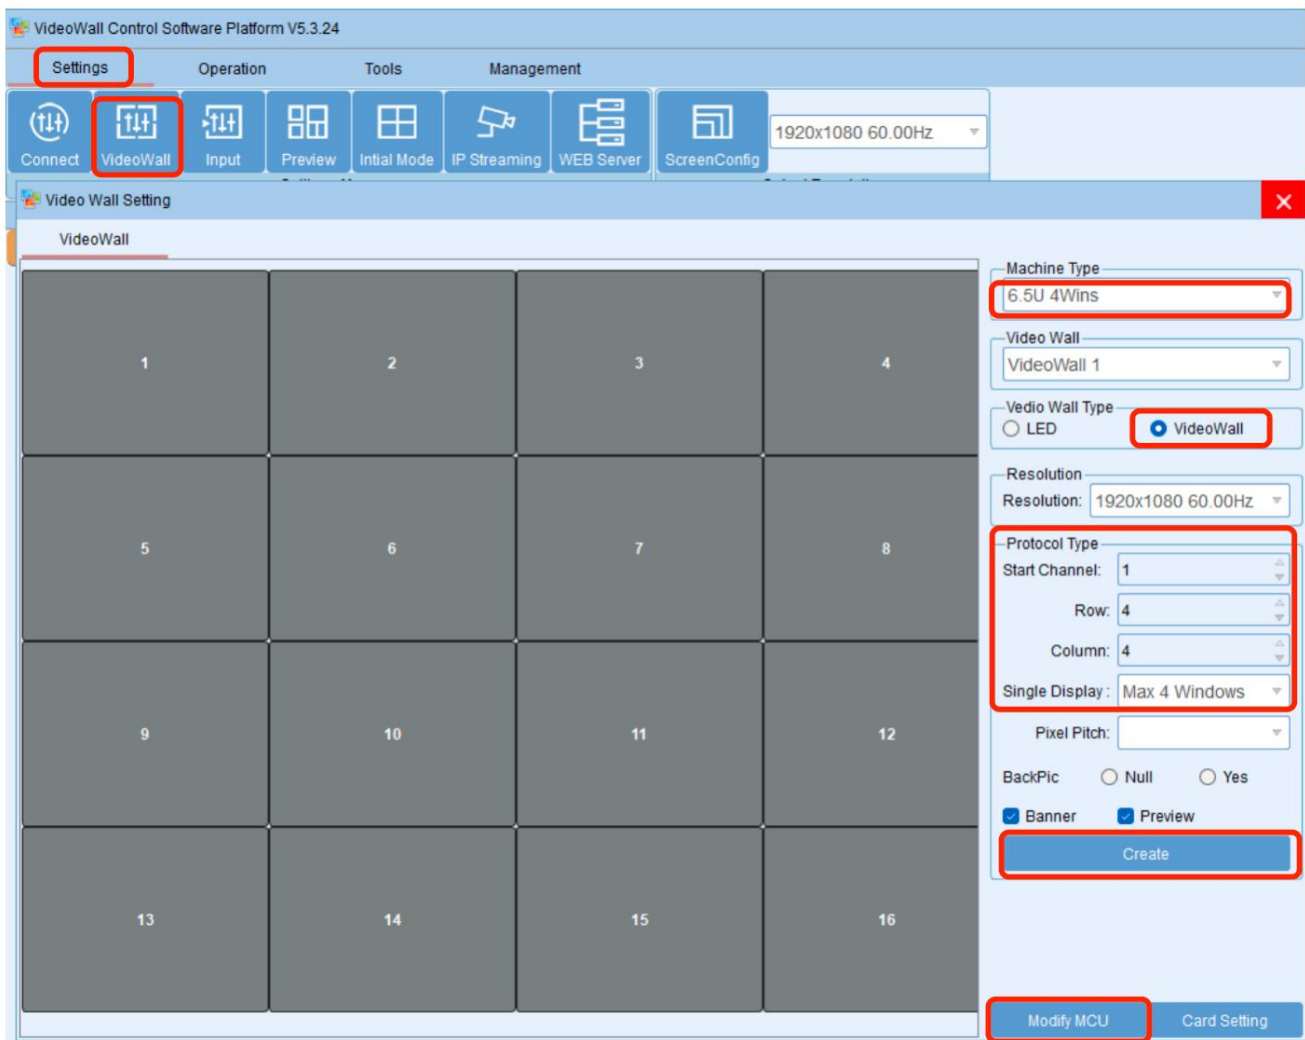 VideoWall Control Software Platform V5.3.24
Settings Operation Tools Management
Connect VideoWall Input Preview Intial Mode IP Streaming WEB Server ScreenConfig 1920x1080 60.00Hz
Video Wall Setting
VideoWall
Machine Type
6.5U 4Wins
Video Wall
VideoWall 1
Vedio Wall Type
LED VideoWall
Resolution
Resolution: 1920x1080 60.00Hz
Protocol Type
Start Channel: 1
Row: 4
Column: 4
Single Display: Max 4 Windows
Pixel Pitch:
BackPic Null Yes
Banner Preview
Create
1 2 3 4
5 6 7 8
9 10 11 12
13 14 15 16
Modify MCU Card Setting